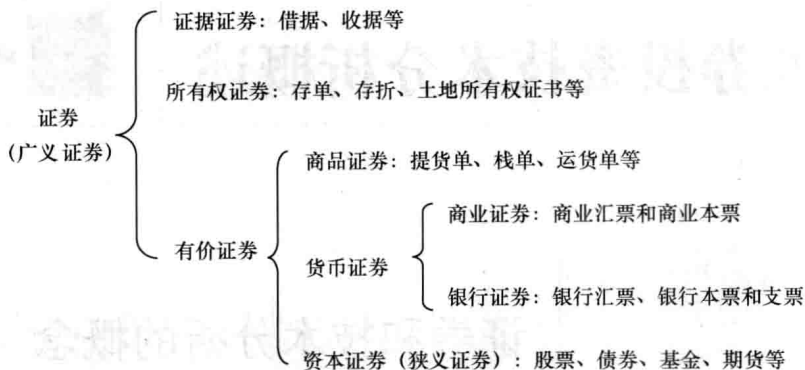 证据证券：借据、收据等
所有权证券：存单、存折、土地所有权证书等
证券
（广义证券）
商品证券：提货单、栈单、运货单等
商业证券：商业汇票和商业本票
有价证券
货币证券
银行证券：银行汇票、银行本票和支票
资本证券（狭义证券）：股票、债券、基金、期货等